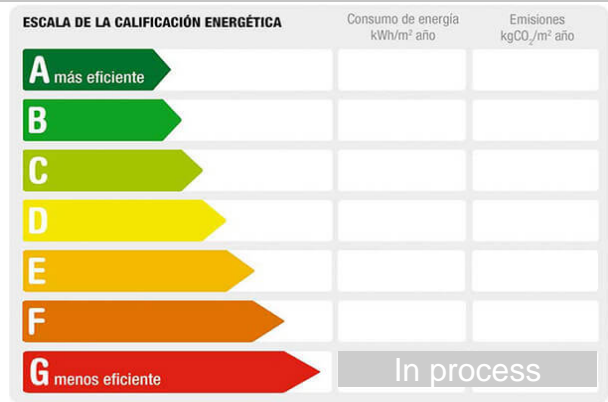 ESCALA DE LA CALIFICACIÓN ENERGÉTICA
Consumo de energía
kWh/m² año
Emisiones
kgCO₂/m² año
A más eficiente
B
C
D
E
F
G menos eficiente
In process